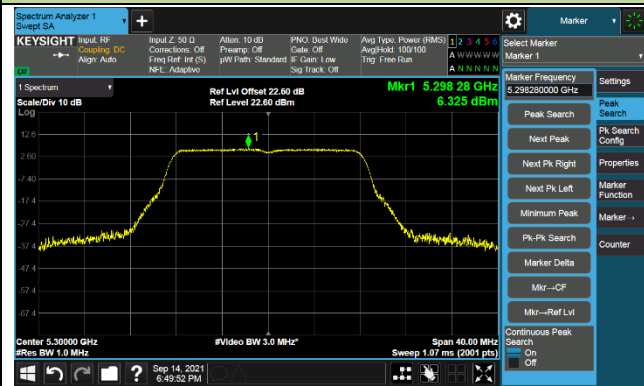 Spectrum Analyzer 1
Swept SA
+
Marker
KEYSIGHT
Input: RF
Coupling: DC
Align: Auto
Input Z: 50 Ω
Corrections: Off
Freq Ref: Int (S)
NFE: Adaptive
Atten: 10 dB
Preamp: Off
µW Path: Standard
PNO: Best Wide
Gate: Off
IF Gain: Low
Sig Track: Off
Avg Type: Power (RMS)
Avg|Hold: 100/100
Trig: Free Run
1 2 3 4 5 6
A W W W W W
A N N N N N
LXI
Select Marker
Marker 1
1 Spectrum
Scale/Div 10 dB
Log
Ref Lvl Offset 22.60 dB
Ref Level 22.60 dBm
Mkr1 5.298 28 GHz
6.325 dBm
1
12.6
2.60
-7.40
-17.4
-27.4
-37.4
-47.4
-57.4
-67.4
Center 5.30000 GHz
#Res BW 1.0 MHz
#Video BW 3.0 MHz*
Span 40.00 MHz
Sweep 1.07 ms (2001 pts)
Marker Frequency
5.298280000 GHz
Peak Search
Next Peak
Next Pk Right
Next Pk Left
Minimum Peak
Pk-Pk Search
Marker Delta
Mkr→CF
Mkr→Ref Lvl
Continuous Peak
Search
On
Off
Settings
Peak
Search
Pk Search
Config
Properties
Marker
Function
Marker→
Counter
?
Sep 14, 2021
6:49:52 PM